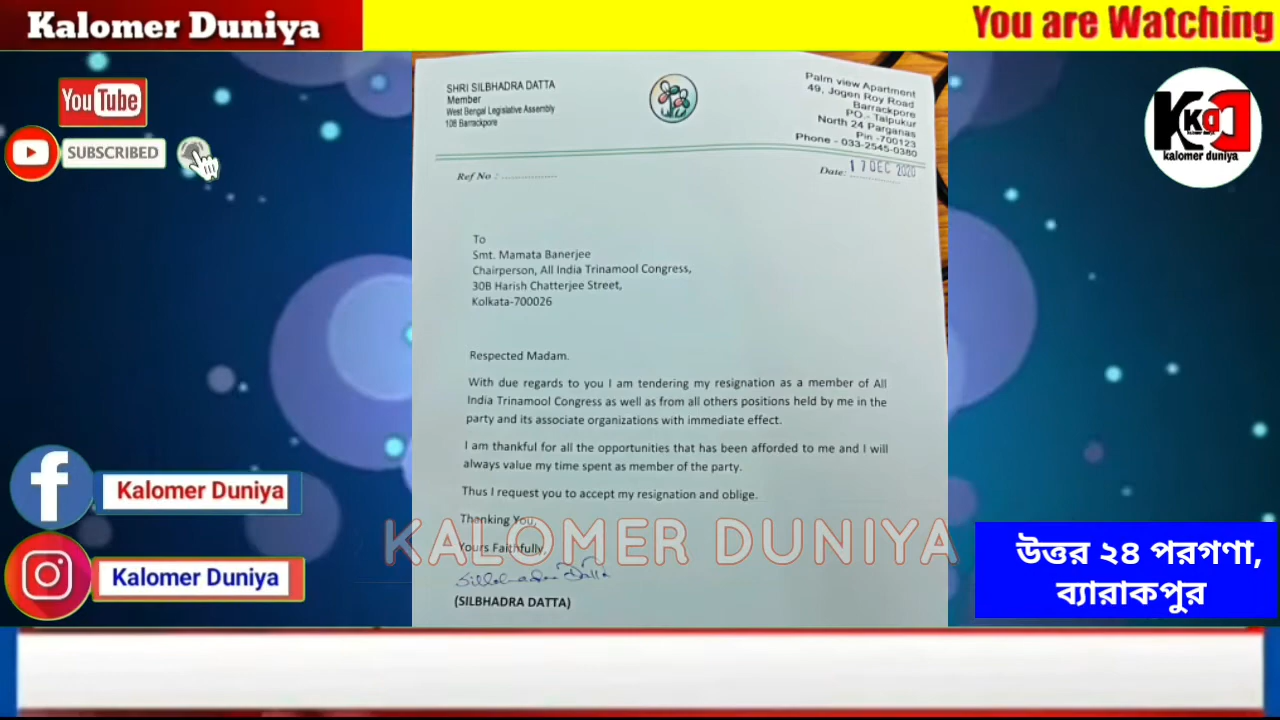 Kalomer Duniya
You are Watching
YouTube
SUBSCRIBED
KKD
kalomer duniya
SHRI SILBHADRA DATTA
Member
West Bengal Legislative Assembly
108 Barrackpore
Palm view Apartment
49, Jogen Roy Road
Barrackpore
PO.- Talpukur
North 24 Parganas
Pin -700123
Phone - 033-2545-0380
Ref No : ................
Date: 17 DEC 2020
To
Smt. Mamata Banerjee
Chairperson, All India Trinamool Congress,
30B Harish Chatterjee Street,
Kolkata-700026
Respected Madam.
With due regards to you I am tendering my resignation as a member of All
India Trinamool Congress as well as from all others positions held by me in the
party and its associate organizations with immediate effect.
I am thankful for all the opportunities that has been afforded to me and I will
always value my time spent as member of the party.
Thus I request you to accept my resignation and oblige.
Thanking You,
Yours Faithfully,
Silbhadra Datta
(SILBHADRA DATTA)
KALOMER DUNIYA
f
Kalomer Duniya
Kalomer Duniya
উত্তর ২৪ পরগণা,
ব্যারাকপুর